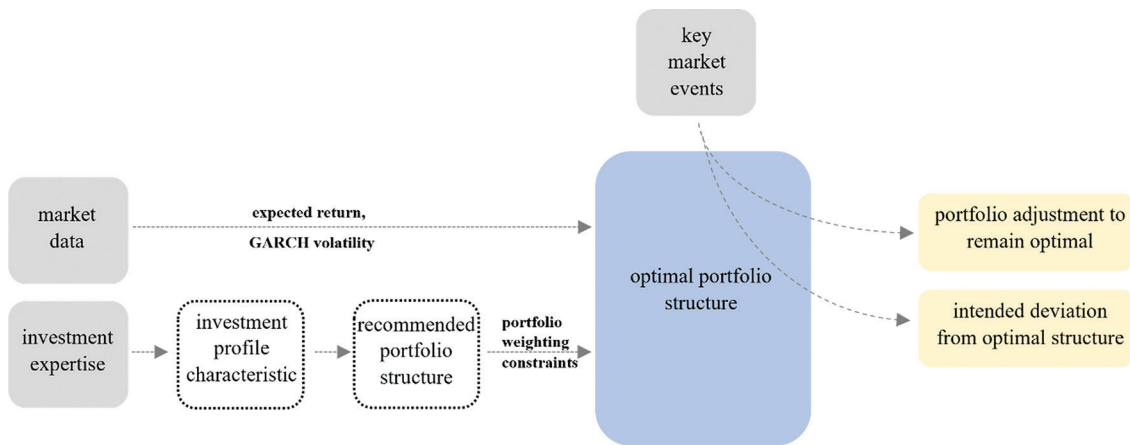 key
market
events
market
data
expected return,
GARCH volatility
optimal portfolio
structure
portfolio adjustment to
remain optimal
intended deviation
from optimal structure
investment
expertise
investment
profile
characteristic
recommended
portfolio
structure
portfolio
weighting
constraints